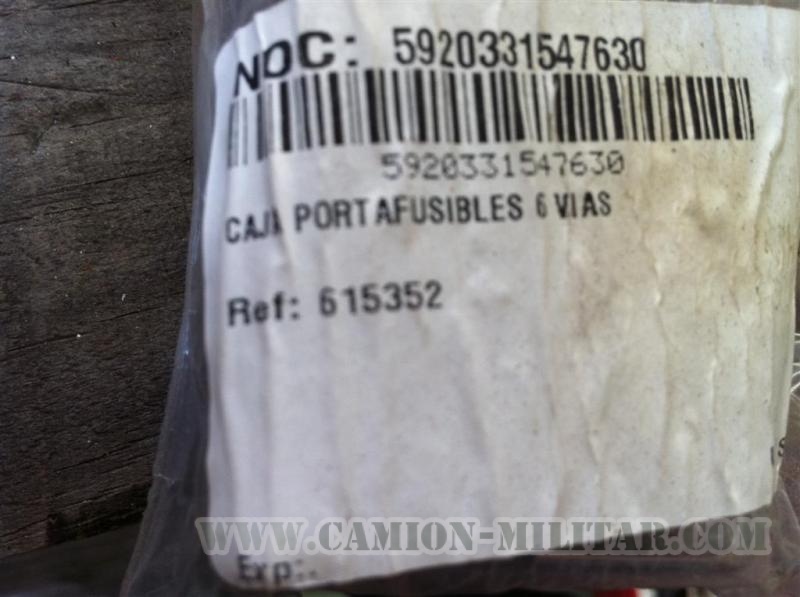 NOC: 5920331547630
5920331547630
CAJA PORTAFUSIBLES 6 VIAS
Ref: 615352
WWW.CAMION-MILITAR.COM
Exp:.